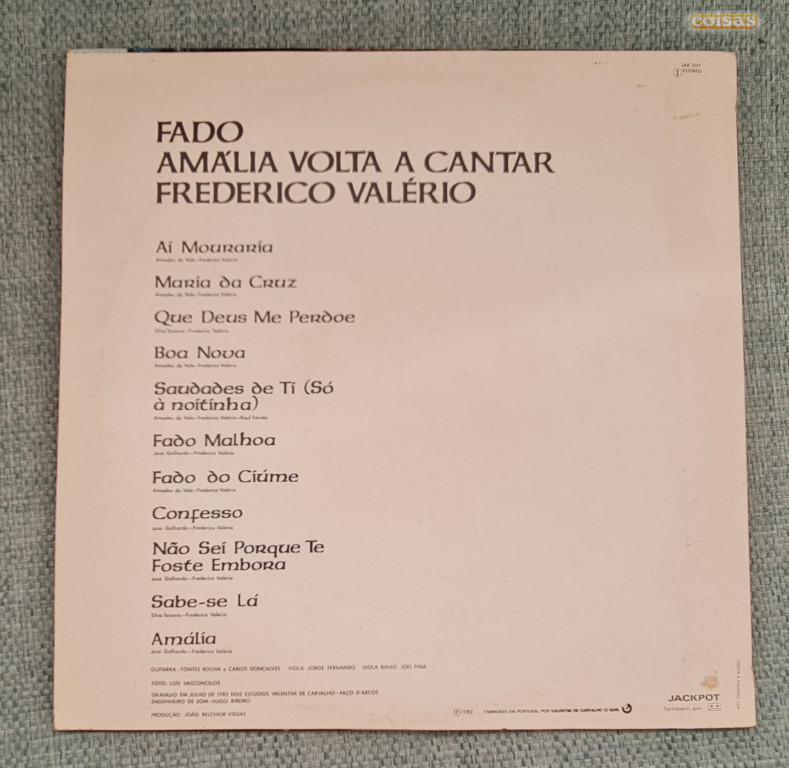 coisas
JAK 001
ESTEREO
FADO
AMÁLIA VOLTA A CANTAR
FREDERICO VALÉRIO
Ai Mouraria
Amadeu do Vale-Frederico Valério
Maria da Cruz
Amadeu do Vale-Frederico Valério
Que Deus Me Perdoe
Silva Tavares-Frederico Valério
Boa Nova
Amadeu do Vale-Frederico Valério
Saudades de Ti (Só
à noitinha)
Amadeu do Vale-Frederico Valério-Raul Ferrão
Fado Malhoa
José Galhardo-Frederico Valério
Fado do Ciúme
Amadeu do Vale-Frederico Valério
Confesso
José Galhardo-Frederico Valério
Não Sei Porque Te
Foste Embora
José Galhardo-Frederico Valério
Sabe-se Lá
Silva Tavares-Frederico Valério
Amália
José Galhardo-Frederico Valério
GUITARRA: FONTES ROCHA e CARLOS GONÇALVES VIOLA: JORGE FERNANDO VIOLA BAIXO: JOEL PINA
FOTO: LUÍS VASCONCELOS
GRAVADO EM JULHO DE 1982 NOS ESTÚDIOS VALENTIM DE CARVALHO - PAÇO D'ARCOS
ENGENHEIRO DE SOM: HUGO RIBEIRO
PRODUÇÃO: JOÃO BELCHIOR VIEGAS
Ⓟ 1982 FABRICADO EM PORTUGAL POR VALENTIM DE CARVALHO CI SARL
JACKPOT
Também em